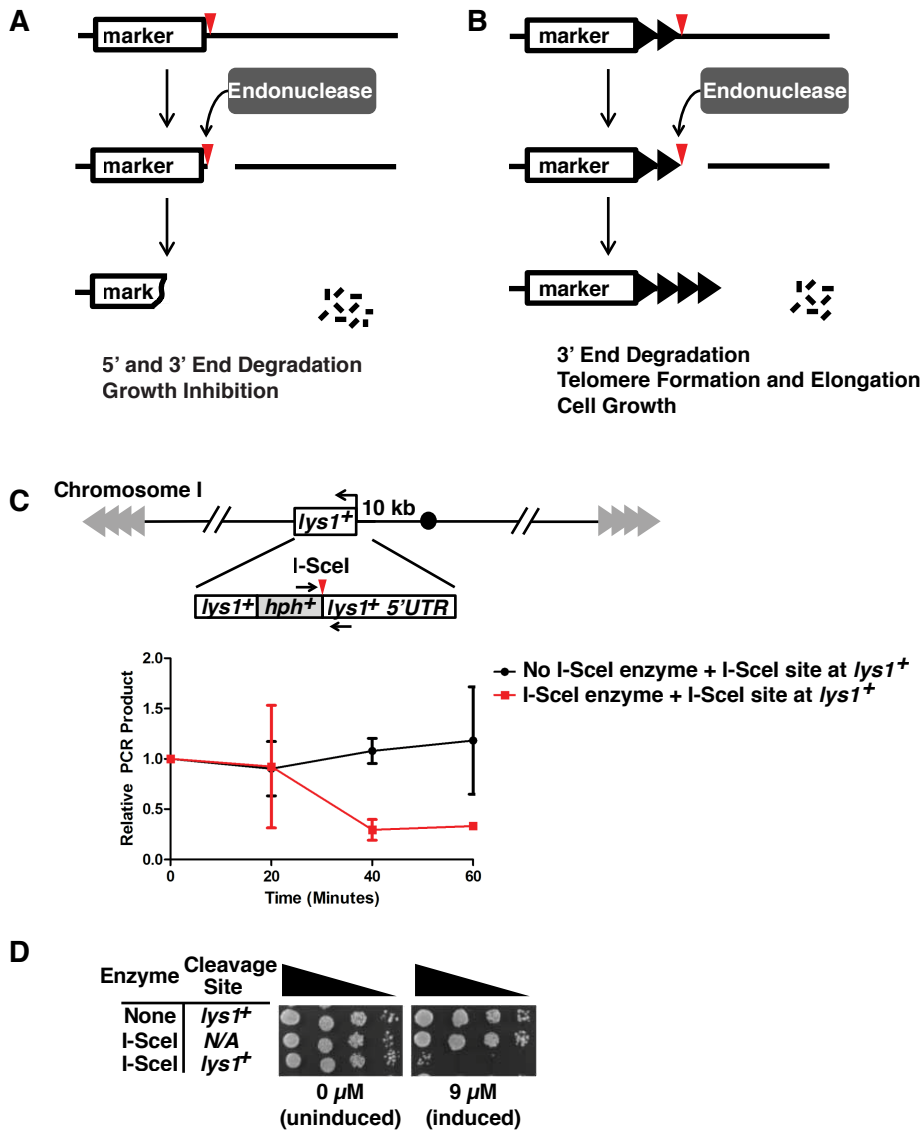 A
marker
Endonuclease
marker
mark
5’ and 3’ End Degradation
Growth Inhibition
B
marker
Endonuclease
marker
marker
3’ End Degradation
Telomere Formation and Elongation
Cell Growth
C
Chromosome I
lys1+
10 kb
I-SceI
lys1+ hph+ lys1+ 5’UTR
2.0
1.5
1.0
0.5
0.0
Relative PCR Product
0 20 40 60
Time (Minutes)
No I-SceI enzyme + I-SceI site at lys1+
I-SceI enzyme + I-SceI site at lys1+
D
Enzyme Cleavage Site
None lys1+
I-SceI N/A
I-SceI lys1+
0 µM
(uninduced)
9 µM
(induced)